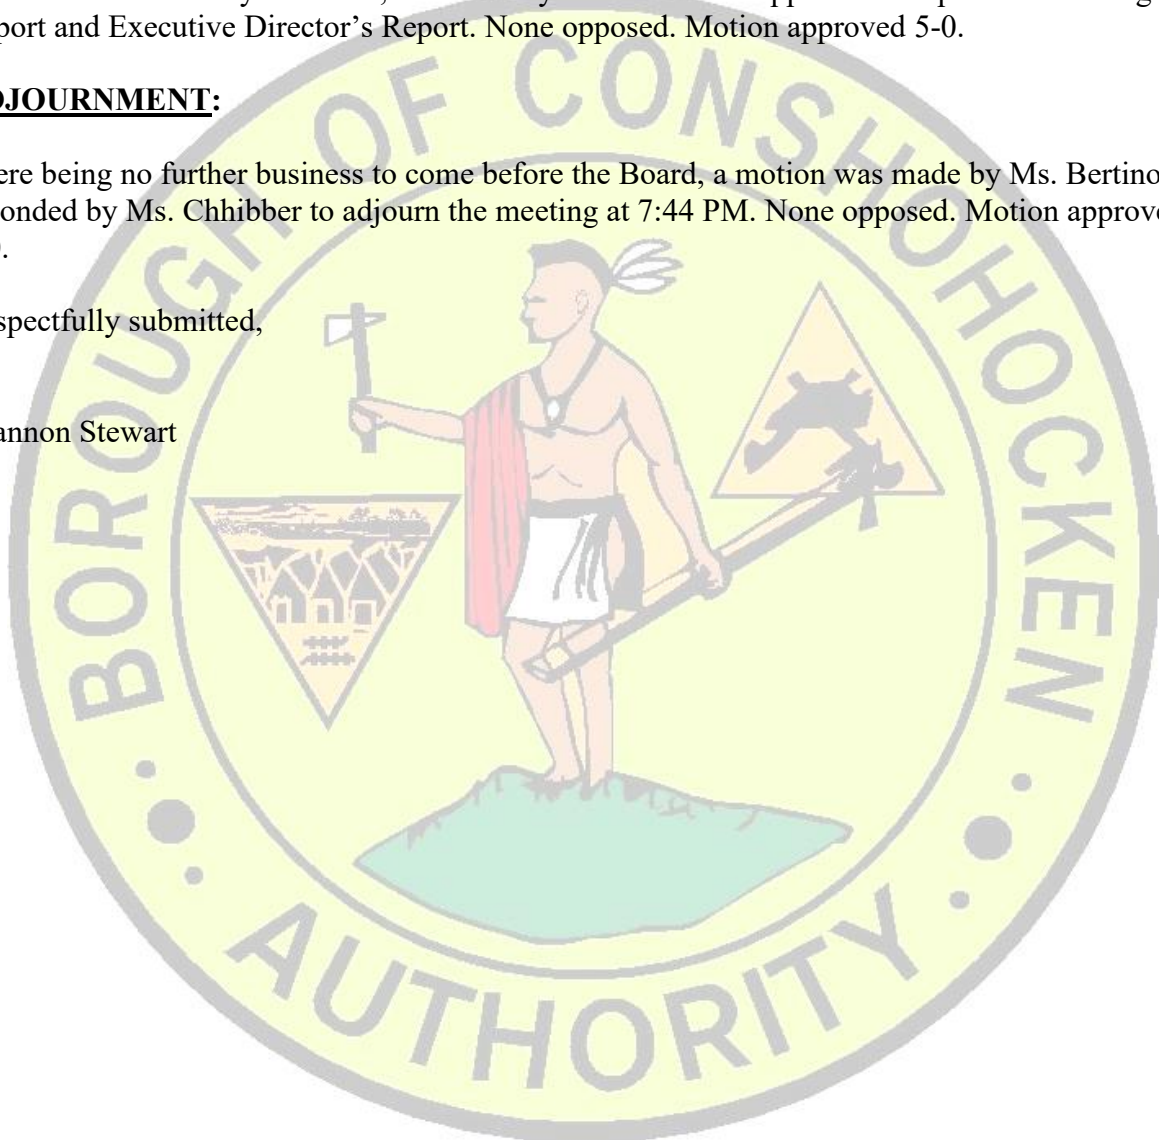 port and Executive Director’s Report. None opposed. Motion approved 5-0.
DJOURNMENT:
ere being no further business to come before the Board, a motion was made by Ms. Bertino
onded by Ms. Chhibber to adjourn the meeting at 7:44 PM. None opposed. Motion approve
spectfully submitted,
annon Stewart
BOROUGH OF CONSHOHOCKEN
AUTHORITY